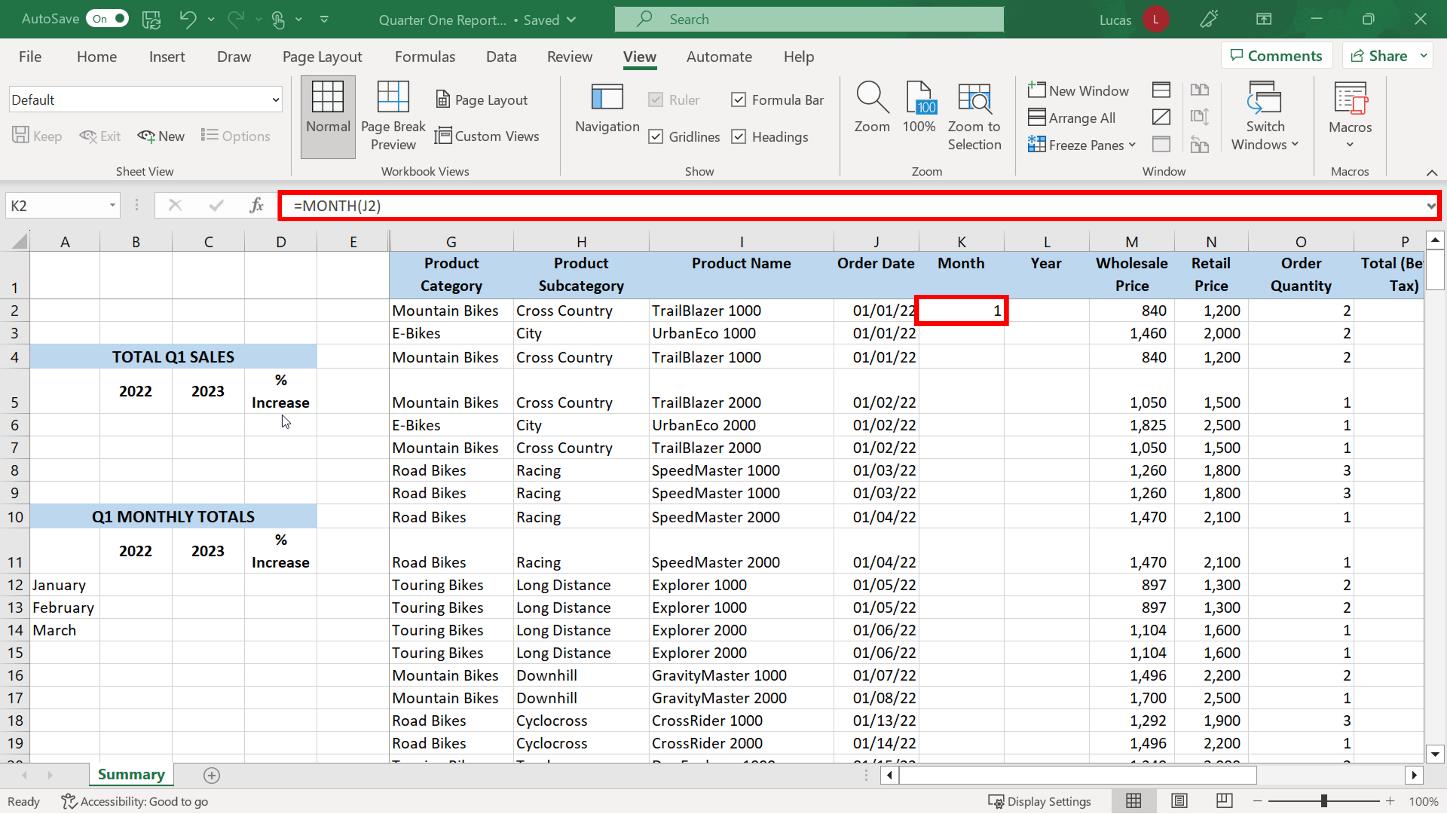 AutoSave On Quarter One Report... • Saved Search Lucas L
File Home Insert Draw Page Layout Formulas Data Review View Automate Help Comments Share
Default
Keep Exit New Options
Sheet View
Normal
Page Break
Preview
Page Layout
Custom Views
Workbook Views
Navigation
Ruler Formula Bar
Gridlines Headings
Show
Zoom
100
100%
Zoom to
Selection
Zoom
New Window
Arrange All
Freeze Panes
Switch
Windows
Window
Macros
Macros
K2 fx =MONTH(J2)
A B C D E G H I J K L M N O P
1 Product Category Product Subcategory Product Name Order Date Month Year Wholesale Price Retail Price Order Quantity Total (Be Tax)
2 Mountain Bikes Cross Country TrailBlazer 1000 01/01/22 1 840 1,200 2
3 E-Bikes City UrbanEco 1000 01/01/22 1,460 2,000 2
4 TOTAL Q1 SALES Mountain Bikes Cross Country TrailBlazer 1000 01/01/22 840 1,200 2
5 2022 2023 % Increase Mountain Bikes Cross Country TrailBlazer 2000 01/02/22 1,050 1,500 1
6 E-Bikes City UrbanEco 2000 01/02/22 1,825 2,500 1
7 Mountain Bikes Cross Country TrailBlazer 2000 01/02/22 1,050 1,500 1
8 Road Bikes Racing SpeedMaster 1000 01/03/22 1,260 1,800 3
9 Road Bikes Racing SpeedMaster 1000 01/03/22 1,260 1,800 3
10 Q1 MONTHLY TOTALS Road Bikes Racing SpeedMaster 2000 01/04/22 1,470 2,100 1
11 2022 2023 % Increase Road Bikes Racing SpeedMaster 2000 01/04/22 1,470 2,100 1
12 January Touring Bikes Long Distance Explorer 1000 01/05/22 897 1,300 2
13 February Touring Bikes Long Distance Explorer 1000 01/05/22 897 1,300 2
14 March Touring Bikes Long Distance Explorer 2000 01/06/22 1,104 1,600 1
15 Touring Bikes Long Distance Explorer 2000 01/06/22 1,104 1,600 1
16 Mountain Bikes Downhill GravityMaster 1000 01/07/22 1,496 2,200 2
17 Mountain Bikes Downhill GravityMaster 2000 01/08/22 1,700 2,500 1
18 Road Bikes Cyclocross CrossRider 1000 01/13/22 1,292 1,900 3
19 Road Bikes Cyclocross CrossRider 2000 01/14/22 1,496 2,200 1
Summary
Ready Accessibility: Good to go Display Settings 100%